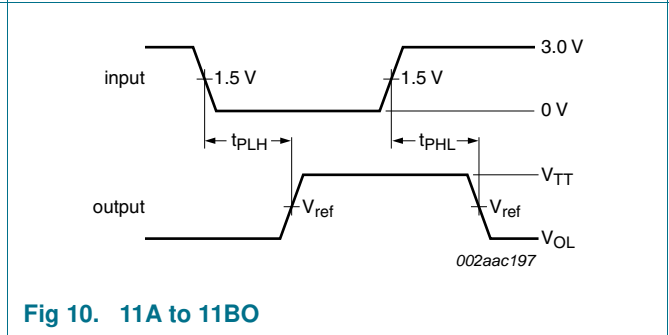 3.0 V
input
1.5 V
1.5 V
0 V
tPLH
tPHL
VTT
output
Vref
Vref
VOL
002aac197
Fig 10. 11A to 11BO